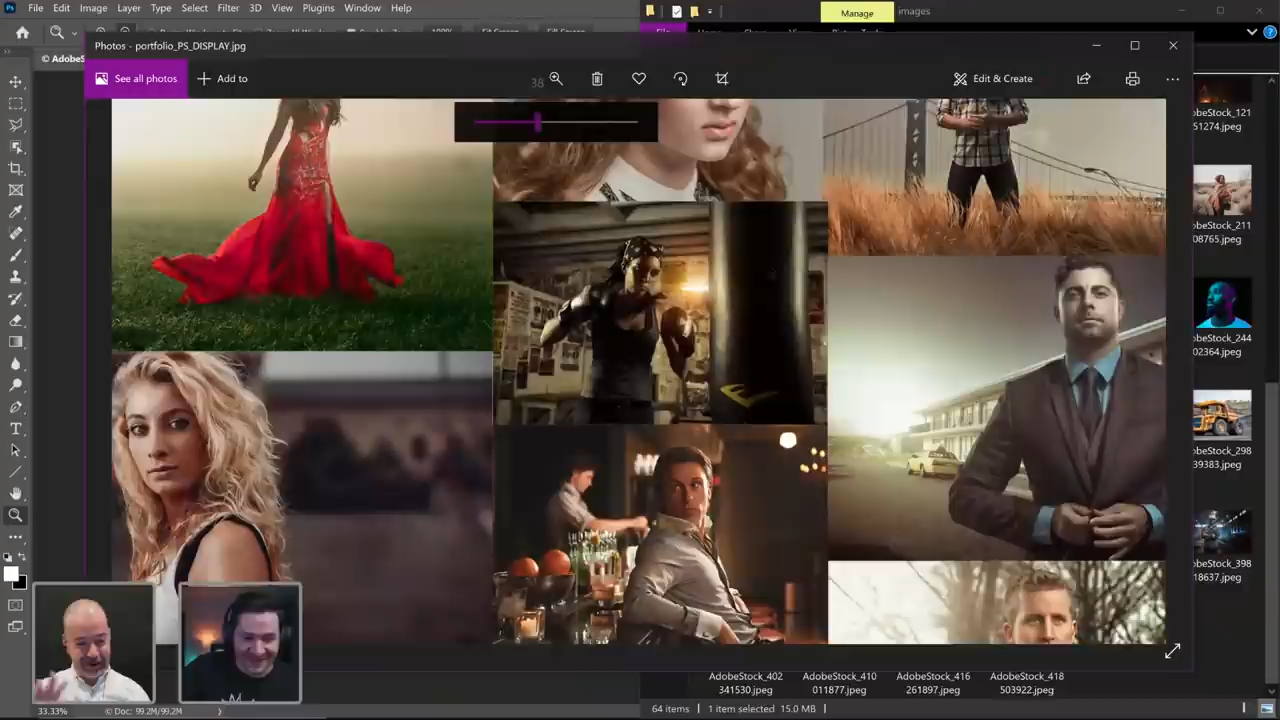 Ps File Edit Image Layer Type Select Filter 3D View Plugins Window Help
Manage images
© AdobeS
Photos - portfolio_PS_DISPLAY.jpg
See all photos
Add to
38
Edit & Create
AdobeStock_121
51274.jpeg
AdobeStock_211
08765.jpeg
AdobeStock_244
02364.jpeg
AdobeStock_298
39383.jpeg
AdobeStock_398
18637.jpeg
AdobeStock_402
341530.jpeg
AdobeStock_410
011877.jpeg
AdobeStock_416
261897.jpeg
AdobeStock_418
503922.jpeg
33.33%
© Doc: 99.2M/99.2M
64 items
1 item selected 15.0 MB